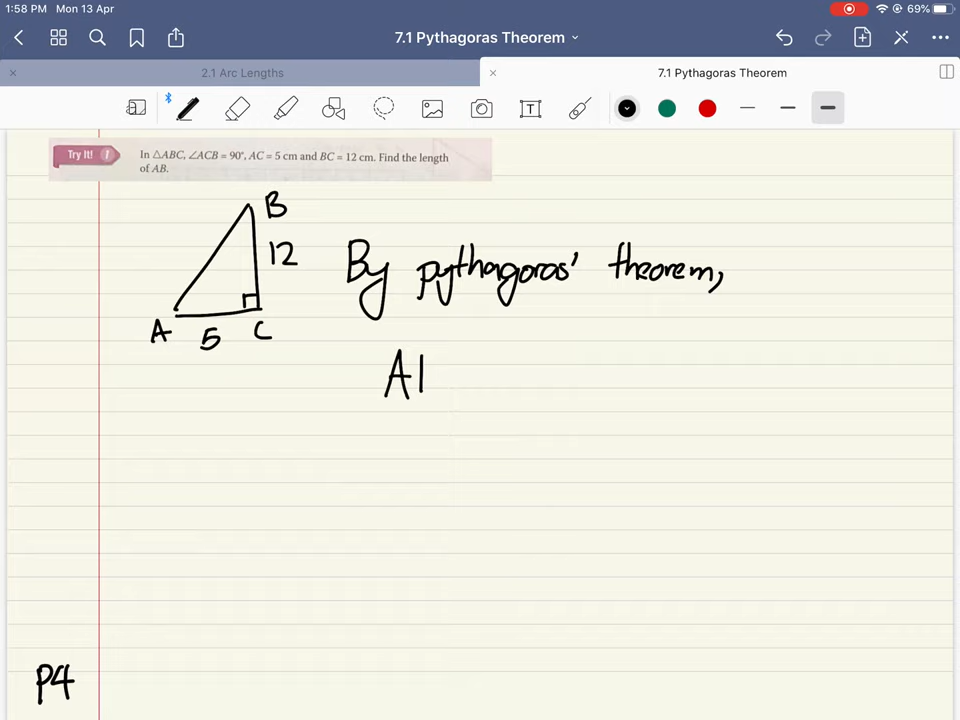 1:58 PM Mon 13 Apr 69%
7.1 Pythagoras Theorem
2.1 Arc Lengths
7.1 Pythagoras Theorem
Try It! 1 In △ABC, ∠ACB = 90°, AC = 5 cm and BC = 12 cm. Find the length
of AB.
B
12
By pythagoras' theorem,
A 5 C
A
P4